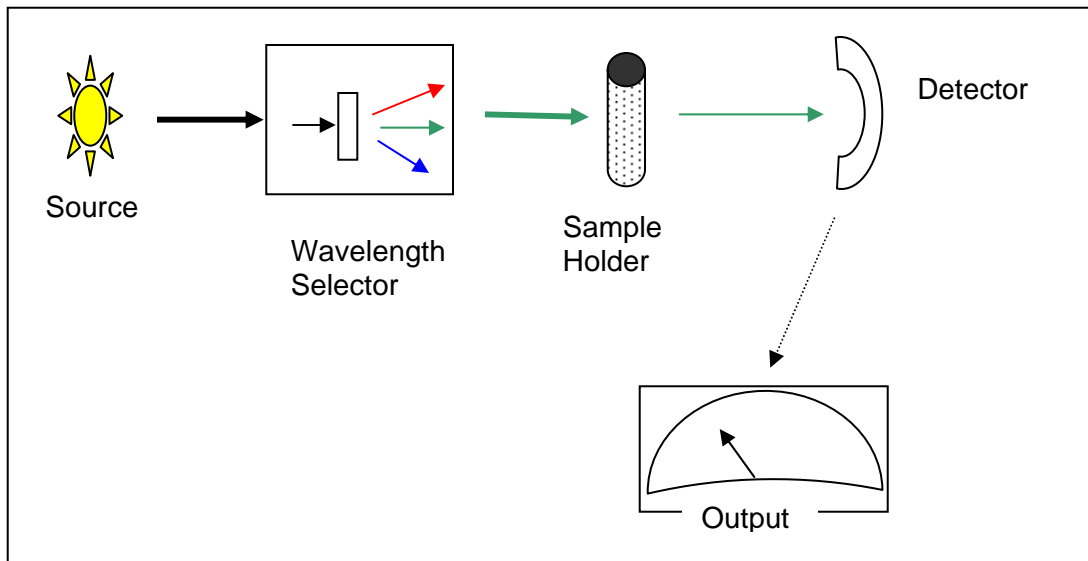 Source
Wavelength
Selector
Sample
Holder
Detector
Output